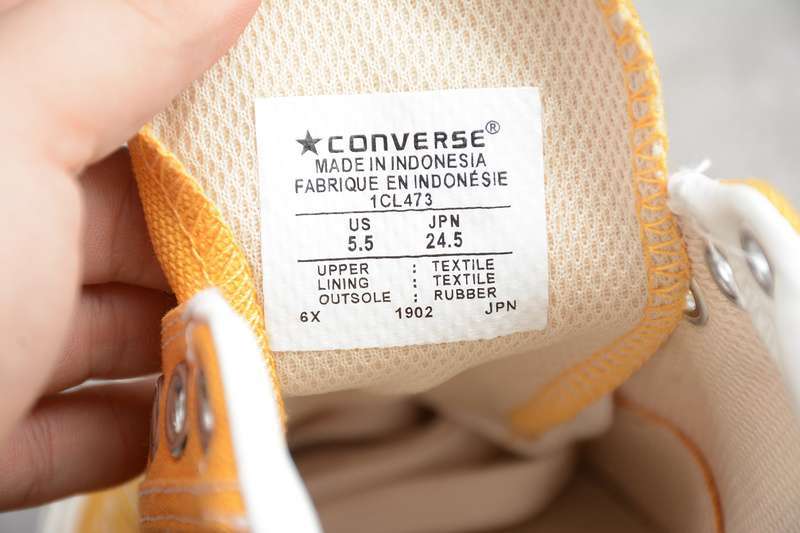 ★CONVERSE®
MADE IN INDONESIA
FABRIQUE EN INDONÉSIE
1CL473
US JPN
5.5 24.5
UPPER : TEXTILE
LINING : TEXTILE
OUTSOLE : RUBBER
6X 1902 JPN